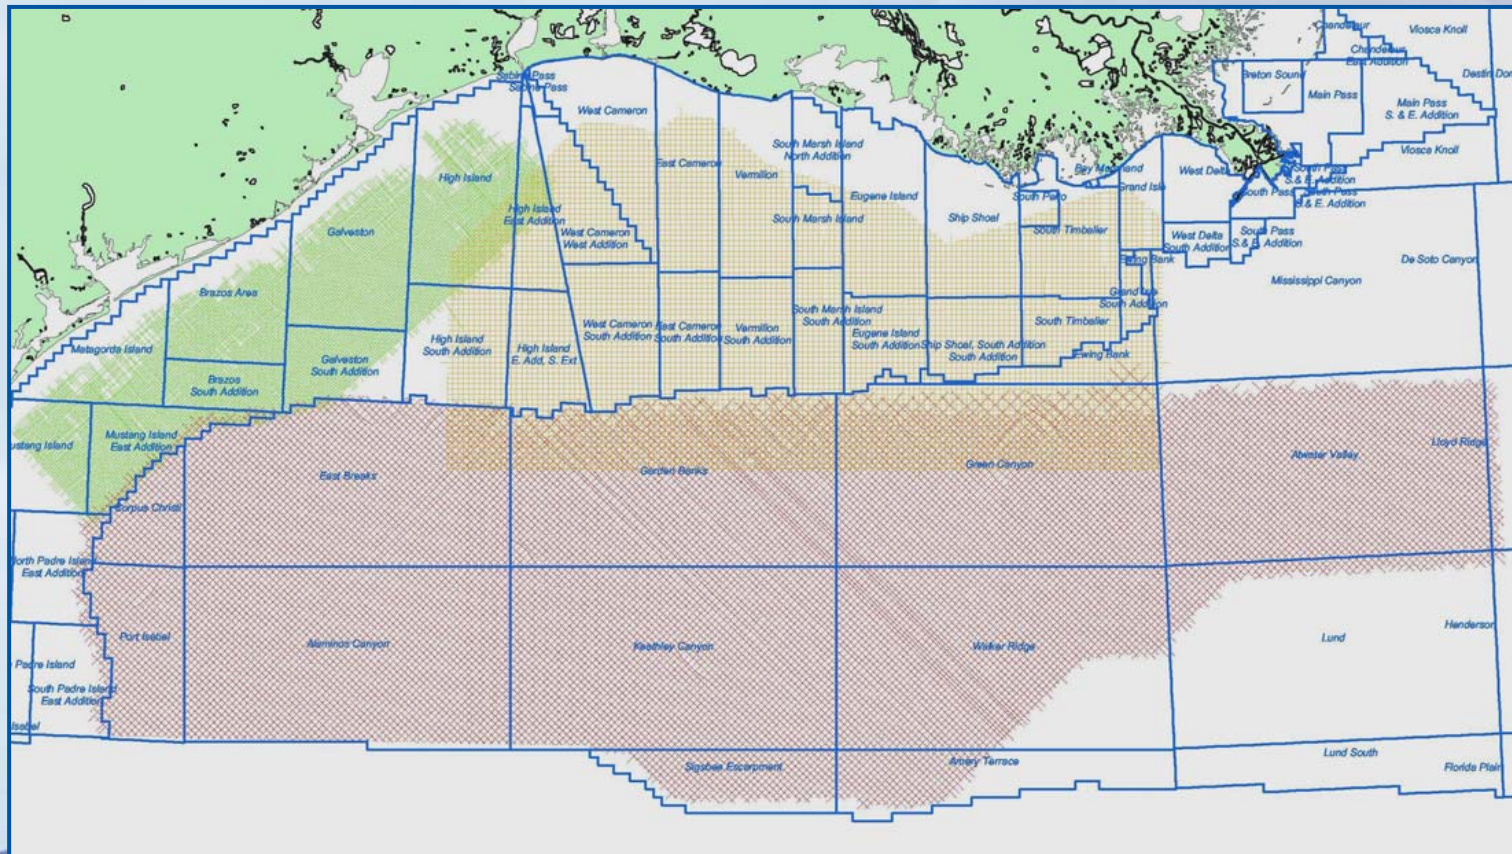 Chandeleur
Viosca Knoll
Chandeleur
East Addition
Sabine Pass
Sabine Pass
Breton Sound
Destin Dom
West Cameron
Main Pass
Main Pass
S. & E. Addition
South Marsh Island
North Addition
Viosca Knoll
East Cameron
High Island
Vermilion
Bay Marchand
West Delta
South Pass
S. & E. Addition
Grand Isle
Eugene Island
South Pelto
South Pass
South Pass
S. & E. Addition
High Island
East Addition
South Marsh Island
Ship Shoal
Galveston
West Cameron
West Addition
South Timbalier
West Delta
South Addition
South Pass
S. & E. Addition
Ewing Bank
De Soto Canyon
Mississippi Canyon
Brazos Area
Grand Isle
South Addition
South Marsh Island
South Addition
South Timbalier
West Cameron
South Addition
East Cameron
South Addition
Vermilion
South Addition
Eugene Island
South Addition
Ship Shoal, South Addition
South Addition
High Island
South Addition
High Island
E. Add, S. Ext
Matagorda Island
Galveston
South Addition
Ewing Bank
Brazos
South Addition
Mustang Island
East Addition
ustang Island
Lloyd Ridge
Atwater Valley
East Breaks
Garden Banks
Green Canyon
Corpus Christi
North Padre Island
East Addition
Port Isabel
Alaminos Canyon
Keathley Canyon
Walker Ridge
Lund
Henderson
Padre Island
South Padre Island
East Addition
Isabel
Sigsbee Escarpment
Amery Terrace
Lund South
Florida Plain